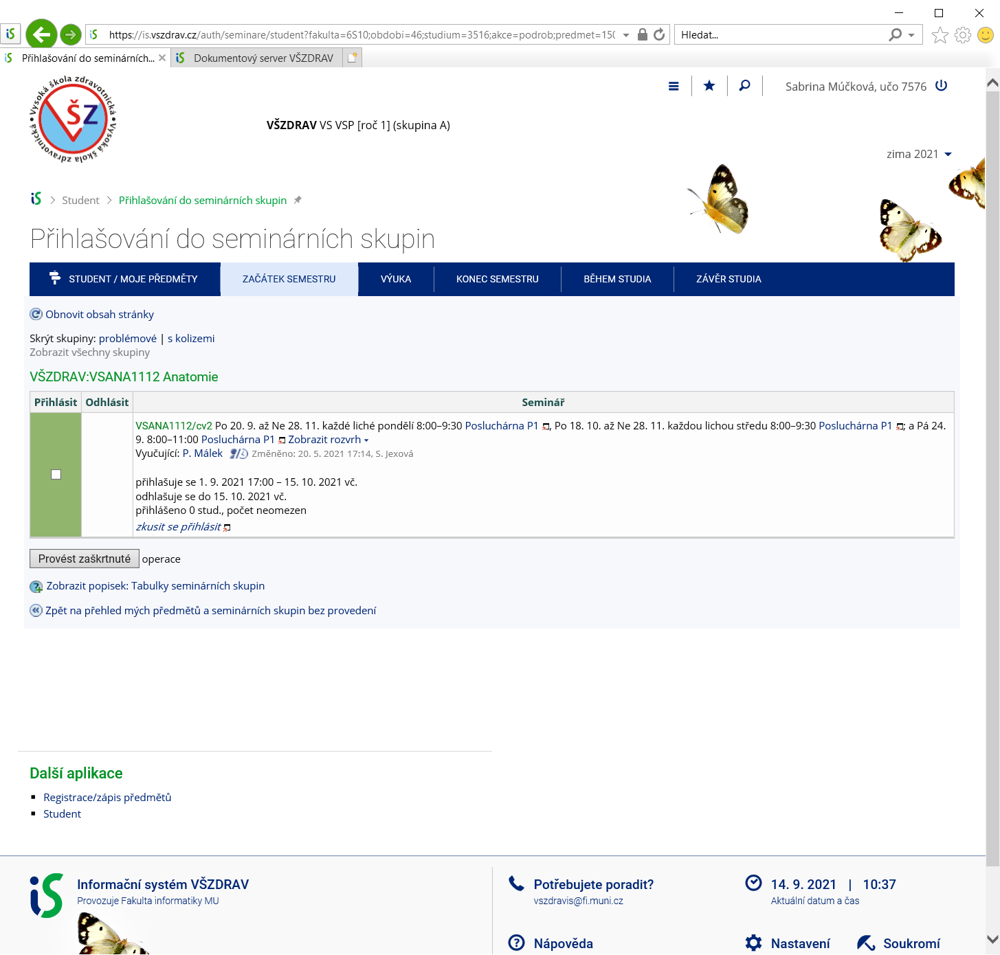 https://is.vszdrav.cz/auth/seminare/student?fakulta=6S10;obdobi=46;studium=3516;akce=podrob;predmet=150
Hledat...
Přihlašování do seminárních...
Dokumentový server VŠZDRAV
Vysoká škola zdravotnická • Vysoká škola zdravotnická •
VŠZ
Sabrina Múčková, učo 7576
VŠZDRAV VS VSP [roč 1] (skupina A)
zima 2021
Student
Přihlašování do seminárních skupin
Přihlašování do seminárních skupin
STUDENT / MOJE PŘEDMĚTY
ZAČÁTEK SEMESTRU
VÝUKA
KONEC SEMESTRU
BĚHEM STUDIA
ZÁVĚR STUDIA
Obnovit obsah stránky
Skrýt skupiny: problémové | s kolizemi
Zobrazit všechny skupiny
VŠZDRAV:VSANA1112 Anatomie
Přihlásit Odhlásit Seminář
VSANA1112/cv2 Po 20. 9. až Ne 28. 11. každé liché pondělí 8:00–9:30 Posluchárna P1 , Po 18. 10. až Ne 28. 11. každou lichou středu 8:00–9:30 Posluchárna P1 ; a Pá 24.
9. 8:00–11:00 Posluchárna P1 Zobrazit rozvrh
Vyučující: P. Málek Změněno: 20. 5. 2021 17:14, S. Jexová
přihlašuje se 1. 9. 2021 17:00 – 15. 10. 2021 vč.
odhlašuje se do 15. 10. 2021 vč.
přihlášeno 0 stud., počet neomezen
zkusit se přihlásit
Provést zaškrtnuté operace
Zobrazit popisek: Tabulky seminárních skupin
Zpět na přehled mých předmětů a seminárních skupin bez provedení
Další aplikace
Registrace/zápis předmětů
Student
Informační systém VŠZDRAV
Provozuje Fakulta informatiky MU
Potřebujete poradit?
vszdravis@fi.muni.cz
14. 9. 2021 | 10:37
Aktuální datum a čas
Nápověda
Nastavení
Soukromí